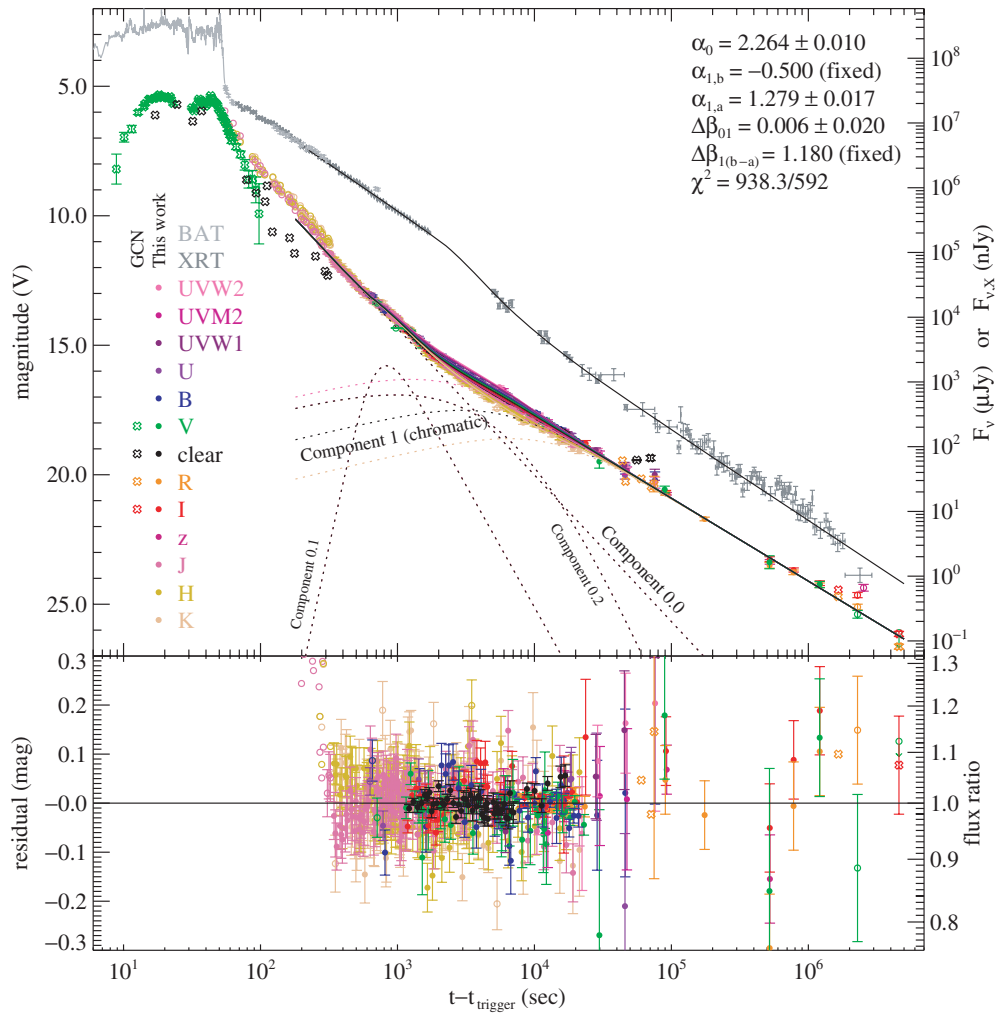 α₀ = 2.264 ± 0.010
α₁,b = −0.500 (fixed)
α₁,a = 1.279 ± 0.017
Δβ₀₁ = 0.006 ± 0.020
Δβ₁(b−a) = 1.180 (fixed)
χ² = 938.3/592
magnitude (V)
5.0
10.0
15.0
20.0
25.0
GCN
This work
BAT
XRT
UVW2
UVM2
UVW1
U
B
V
clear
R
I
z
J
H
K
Component 1 (chromatic)
Component 0.1
Component 0.2
Component 0.0
10⁸
10⁷
10⁶
10⁵
10⁴
10³
10²
10¹
10⁰
10⁻¹
F_ν (μJy) or F_ν,X (nJy)
residual (mag)
0.3
0.2
0.1
−0.0
−0.1
−0.2
−0.3
1.3
1.2
1.1
1.0
0.9
0.8
flux ratio
10¹ 10² 10³ 10⁴ 10⁵ 10⁶
t−t_trigger (sec)